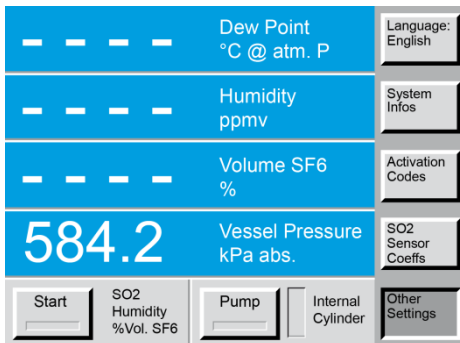 – – – – Dew Point
°C @ atm. P
Language:
English
– – – – Humidity
ppmv
System
Infos
– – – – Volume SF6
%
Activation
Codes
584.2 Vessel Pressure
kPa abs.
SO2
Sensor
Coeffs
Start
SO2
Humidity
%Vol. SF6
Pump
Internal
Cylinder
Other
Settings